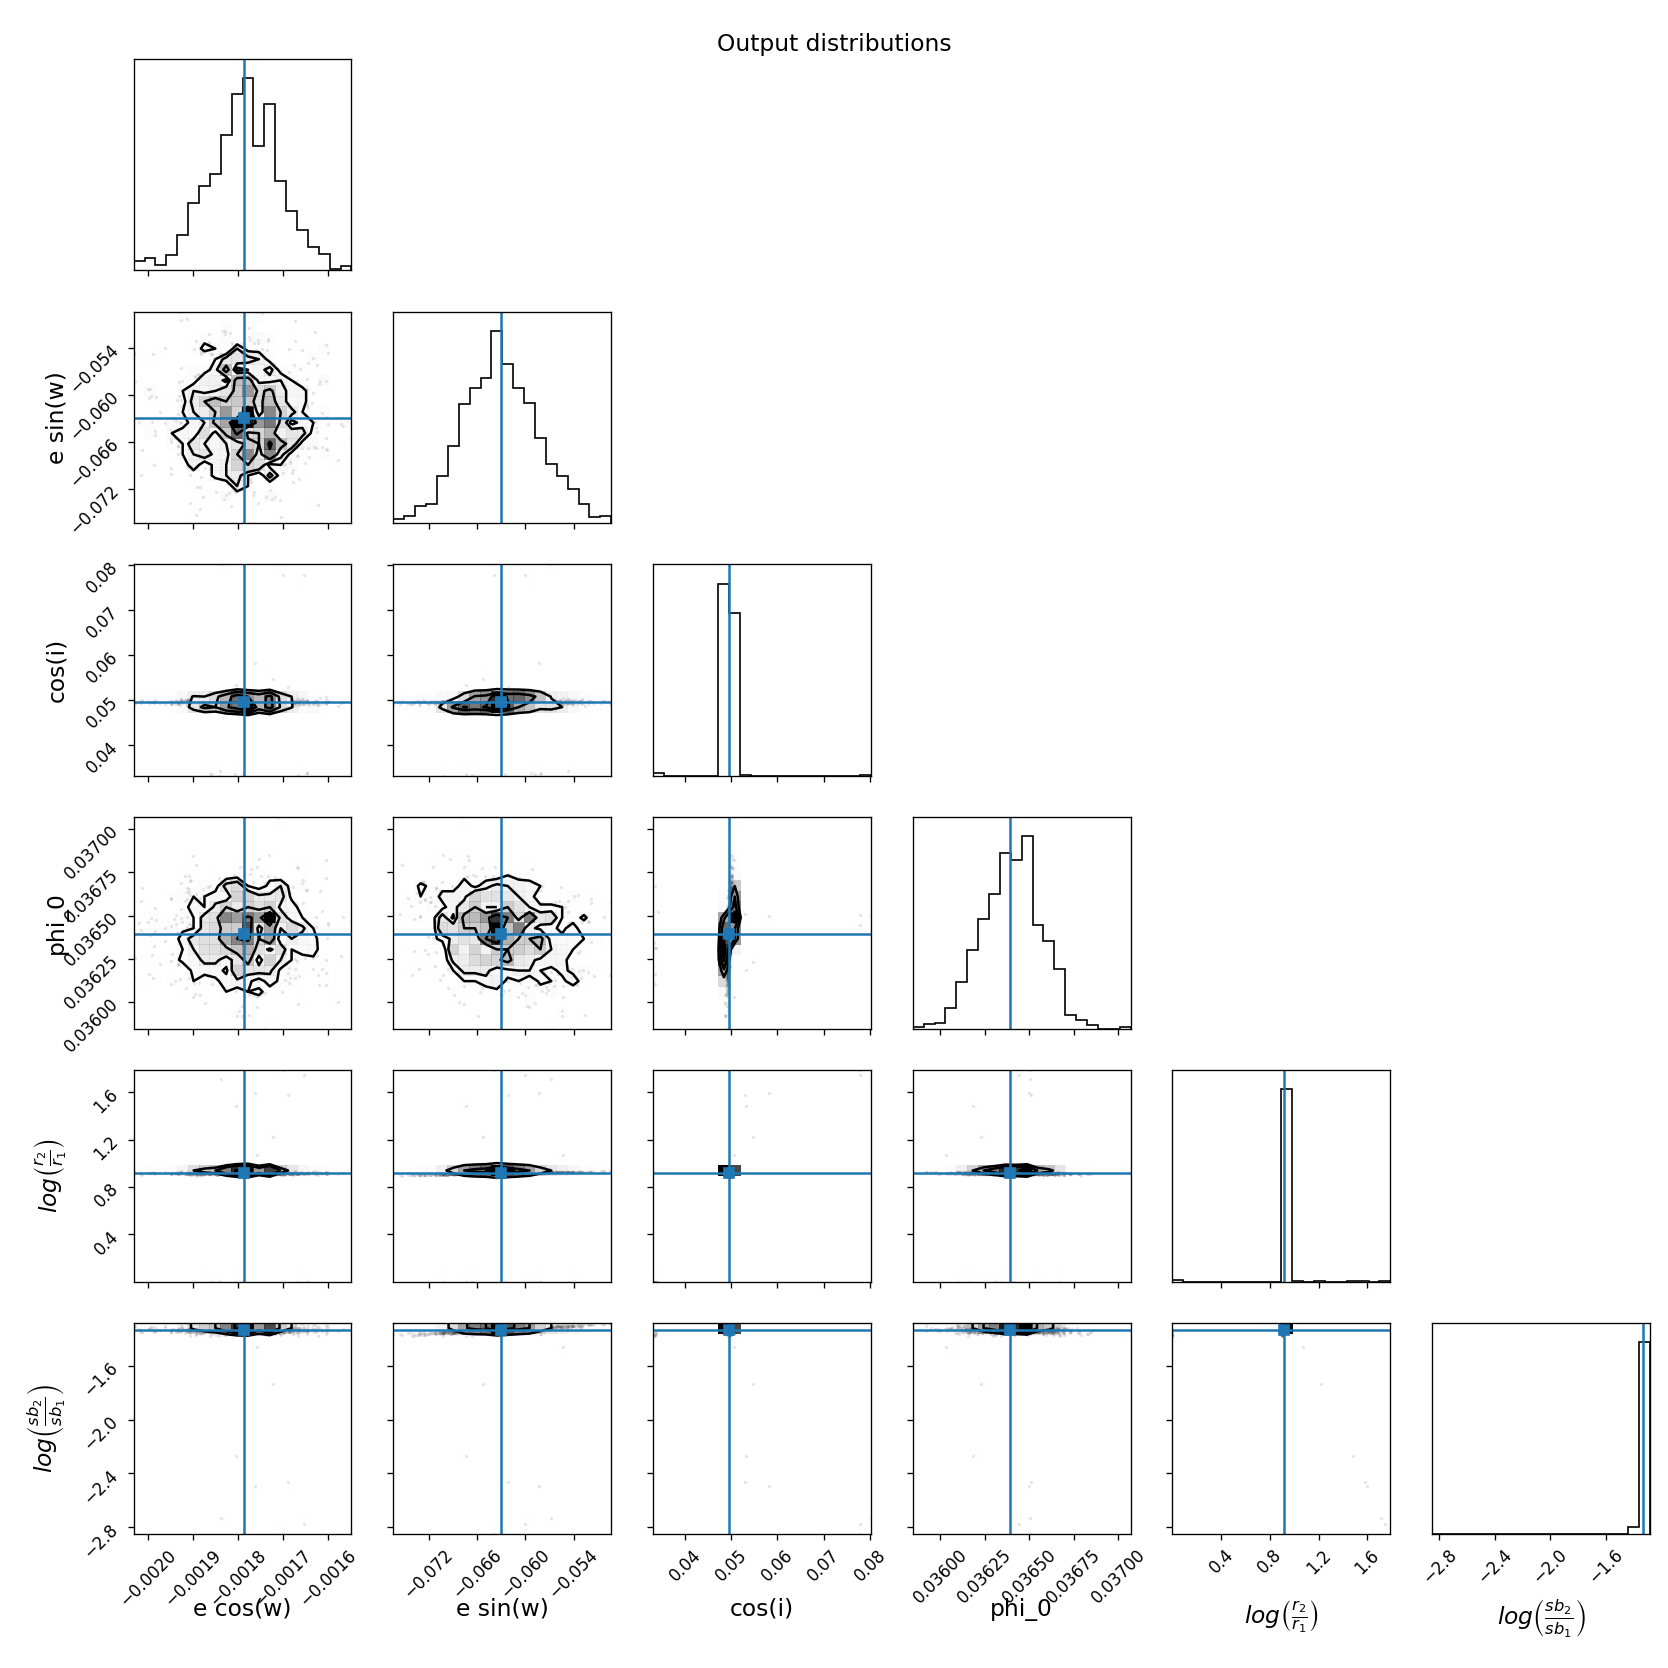 Output distributions
e sin(w)
−0.054
−0.060
−0.066
−0.072
cos(i)
0.08
0.07
0.06
0.05
0.04
phi_0
0.03700
0.03675
0.03650
0.03625
0.03600
log(r2/r1)
1.6
1.2
0.8
0.4
log(sb2/sb1)
−1.6
−2.0
−2.4
−2.8
−0.0020 −0.0019 −0.0018 −0.0017 −0.0016
e cos(w)
−0.072 −0.066 −0.060 −0.054
e sin(w)
0.04 0.05 0.06 0.07 0.08
cos(i)
0.03600 0.03625 0.03650 0.03675 0.03700
phi_0
0.4 0.8 1.2 1.6
log(r2/r1)
−2.8 −2.4 −2.0 −1.6
log(sb2/sb1)